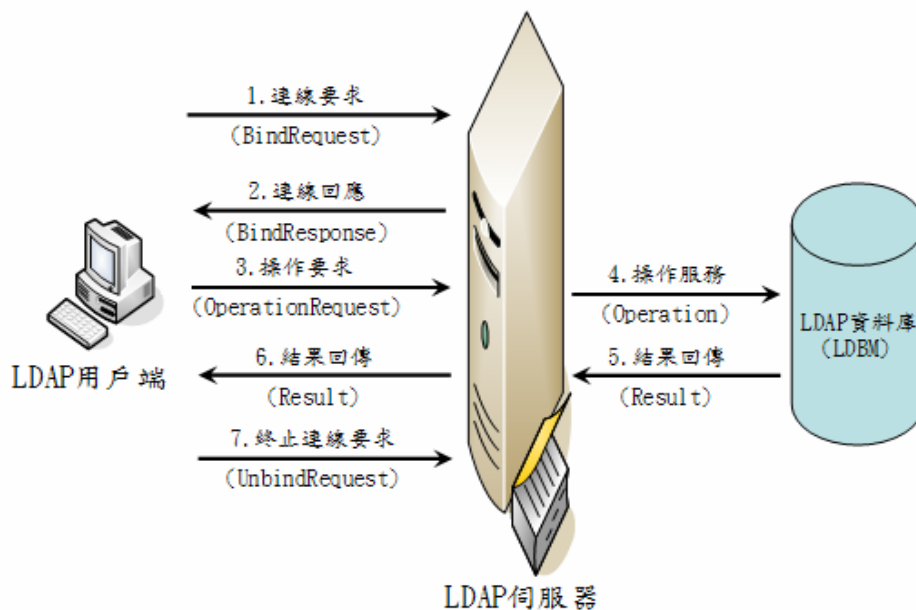 1.連線要求
(BindRequest)
2.連線回應
(BindResponse)
3.操作要求
(OperationRequest)
4.操作服務
(Operation)
LDAP資料庫
(LDBM)
5.結果回傳
(Result)
6.結果回傳
(Result)
7.終止連線要求
(UnbindRequest)
LDAP用戶端
LDAP伺服器